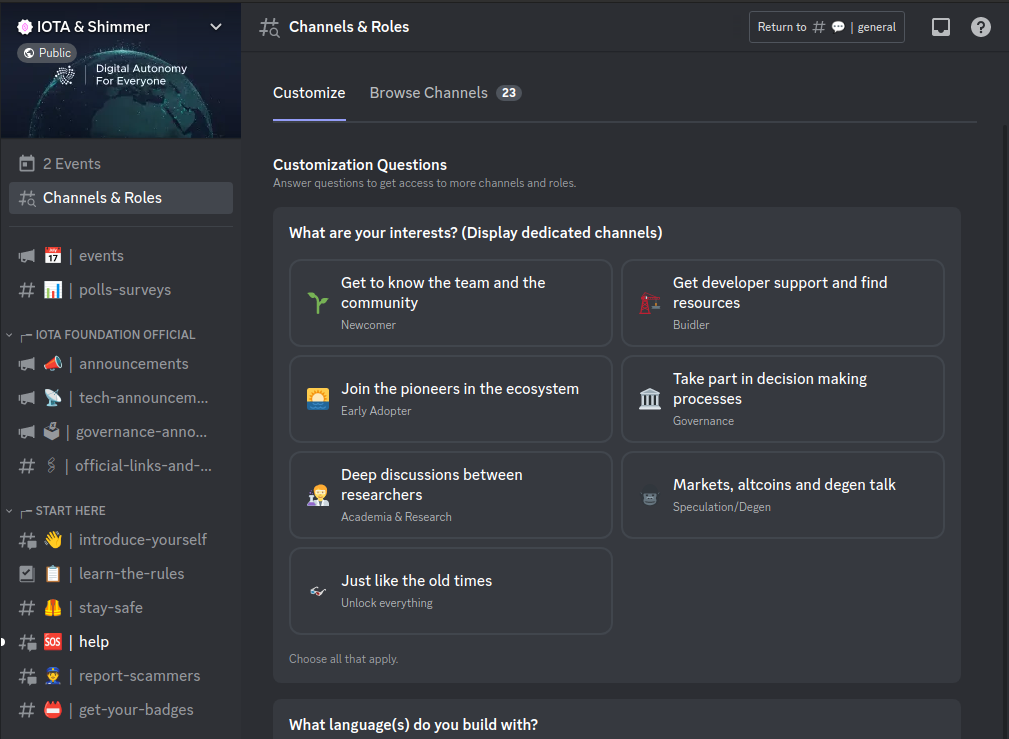 IOTA & Shimmer
Public
Digital Autonomy
For Everyone
2 Events
Channels & Roles
| events
| polls-surveys
IOTA FOUNDATION OFFICIAL
| announcements
| tech-announcem...
| governance-anno...
| official-links-and-...
START HERE
| introduce-yourself
| learn-the-rules
| stay-safe
SOS | help
| report-scammers
| get-your-badges
Channels & Roles
Return to # | general
Customize
Browse Channels 23
Customization Questions
Answer questions to get access to more channels and roles.
What are your interests? (Display dedicated channels)
Get to know the team and the
community
Newcomer
Get developer support and find
resources
Buidler
Join the pioneers in the ecosystem
Early Adopter
Take part in decision making
processes
Governance
Deep discussions between
researchers
Academia & Research
Markets, altcoins and degen talk
Speculation/Degen
Just like the old times
Unlock everything
Choose all that apply.
What language(s) do you build with?